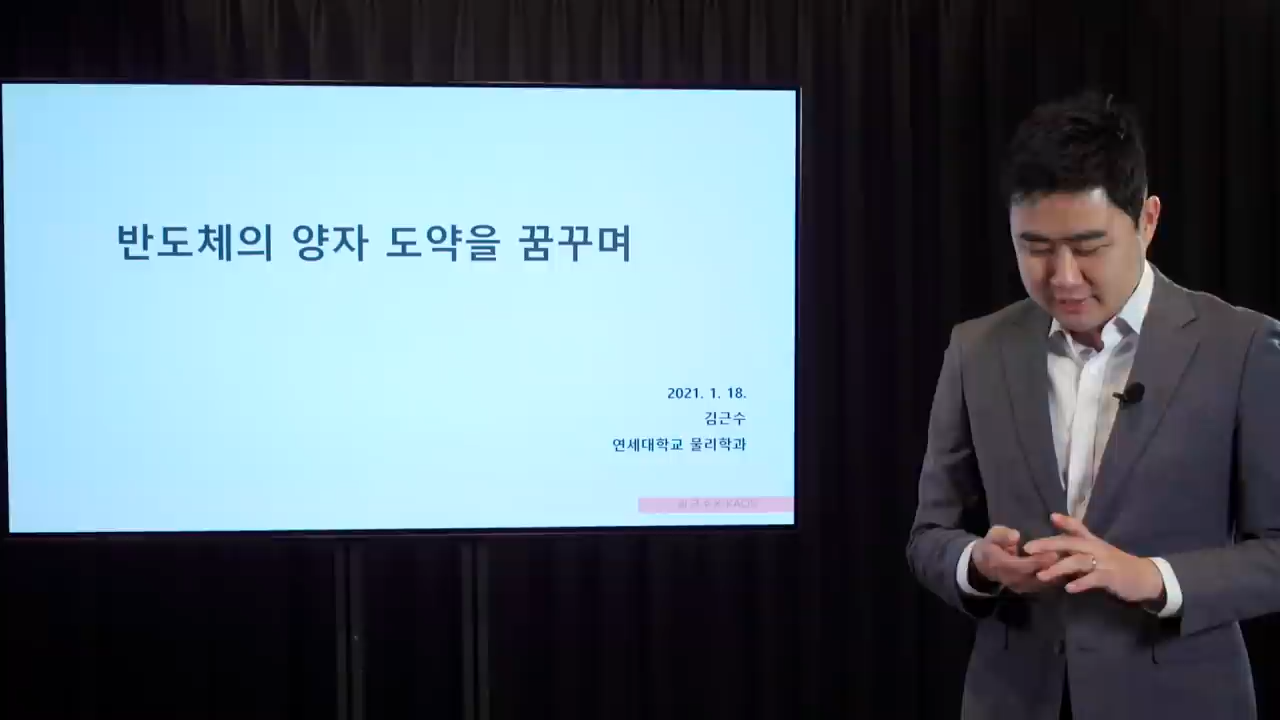 반도체의 양자 도약을 꿈꾸며
2021. 1. 18.
김근수
연세대학교 물리학과
KAOS